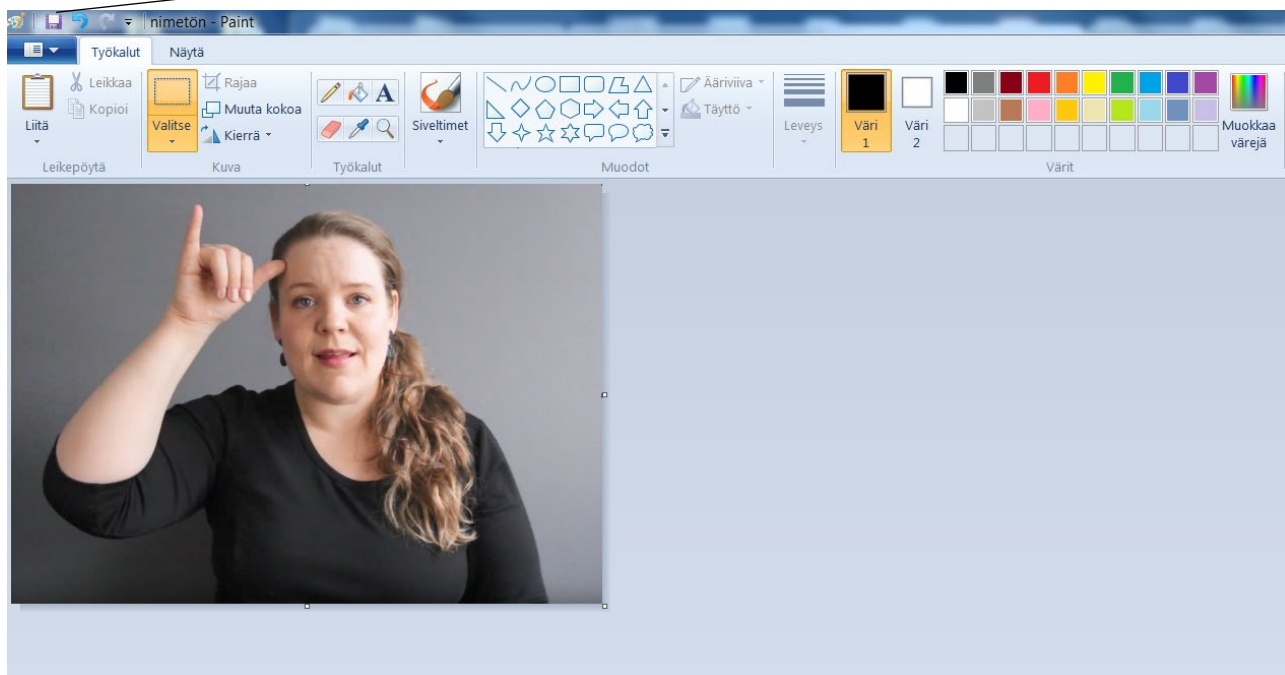 nimetön - Paint
Työkalut Näytä
Liitä
Leikkaa
Kopioi
Leikepöytä
Valitse
Rajaa
Muuta kokoa
Kierrä
Kuva
A
Työkalut
Siveltimet
Muodot
Ääriviiva
Täyttö
Leveys
Väri
1
Väri
2
Värit
Muokkaa
värejä